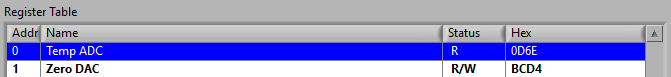 Register Table
Addr Name Status Hex
0 Temp ADC R 0D6E
1 Zero DAC R/W BCD4